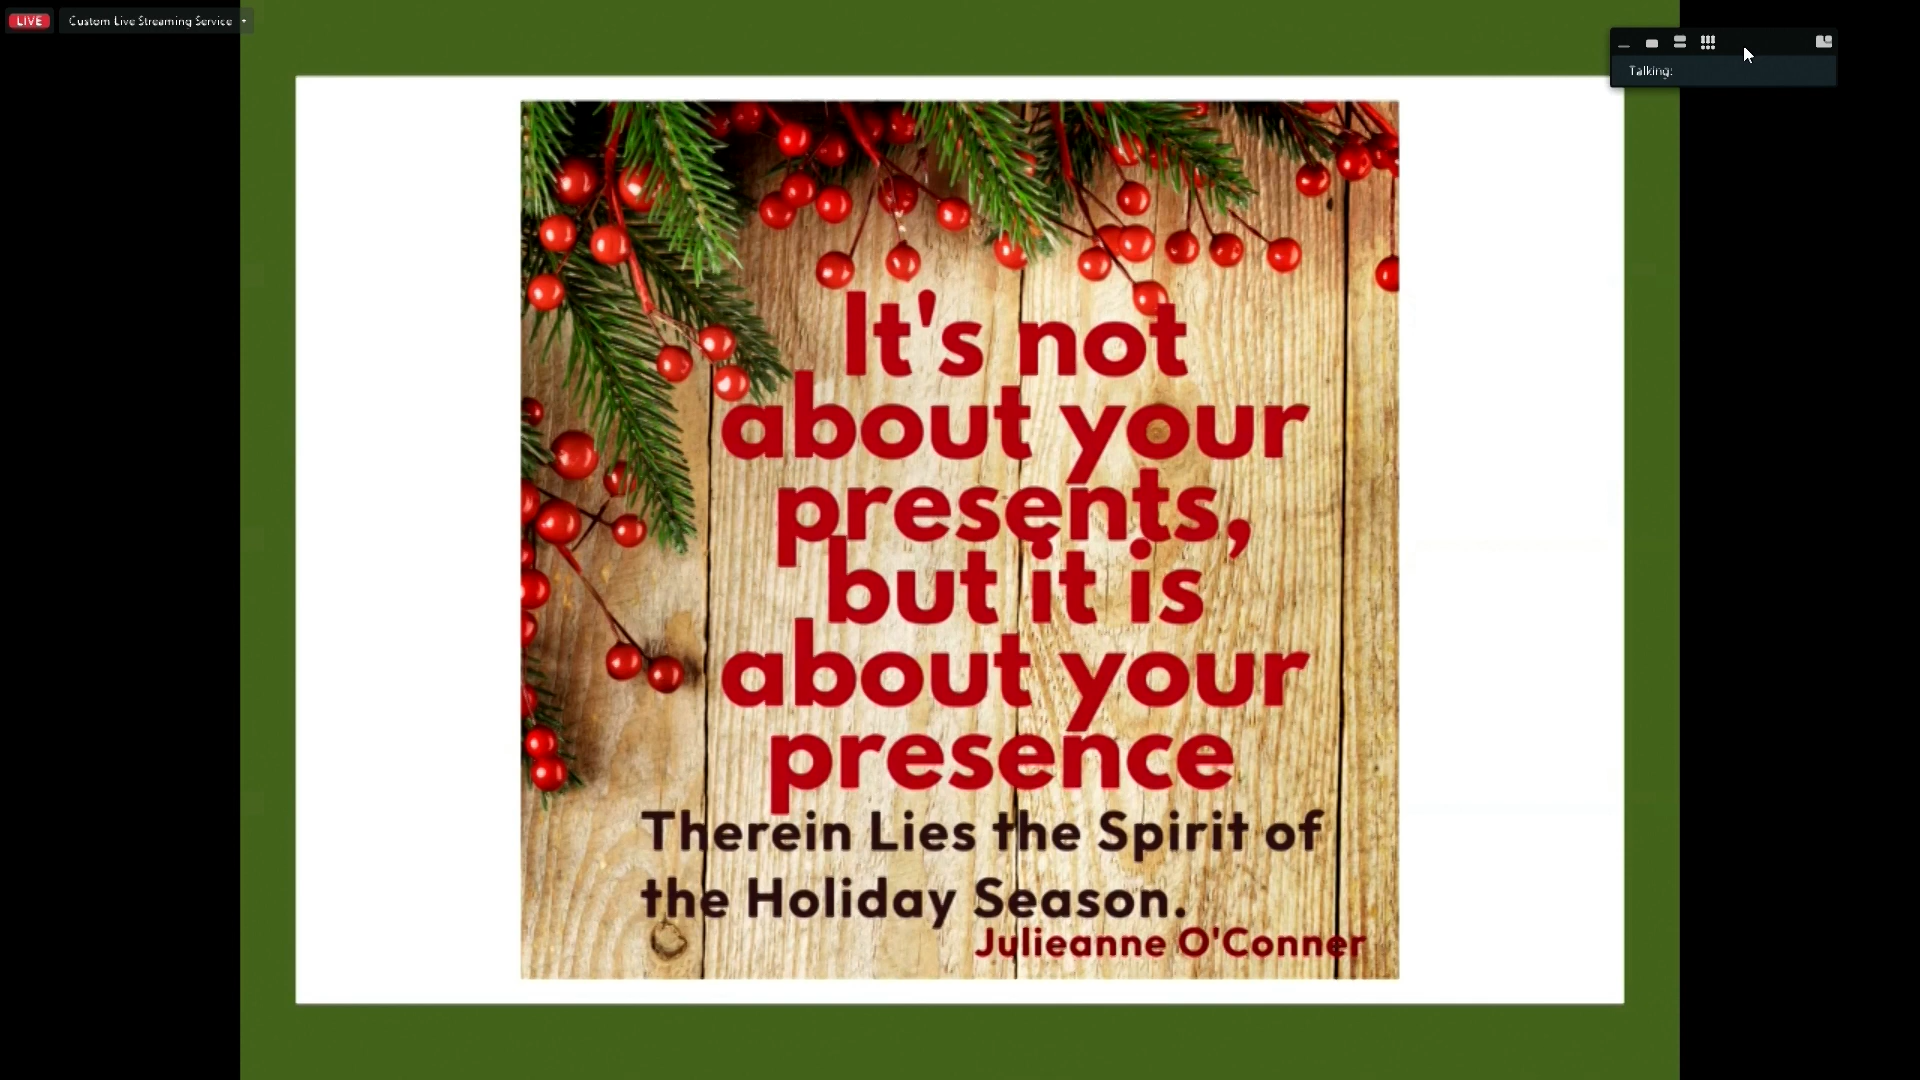 LIVE
Custom Live Streaming Service
Talking:
It's not
about your
presents,
but it is
about your
presence
Therein Lies the Spirit of
the Holiday Season.
Julieanne O'Conner